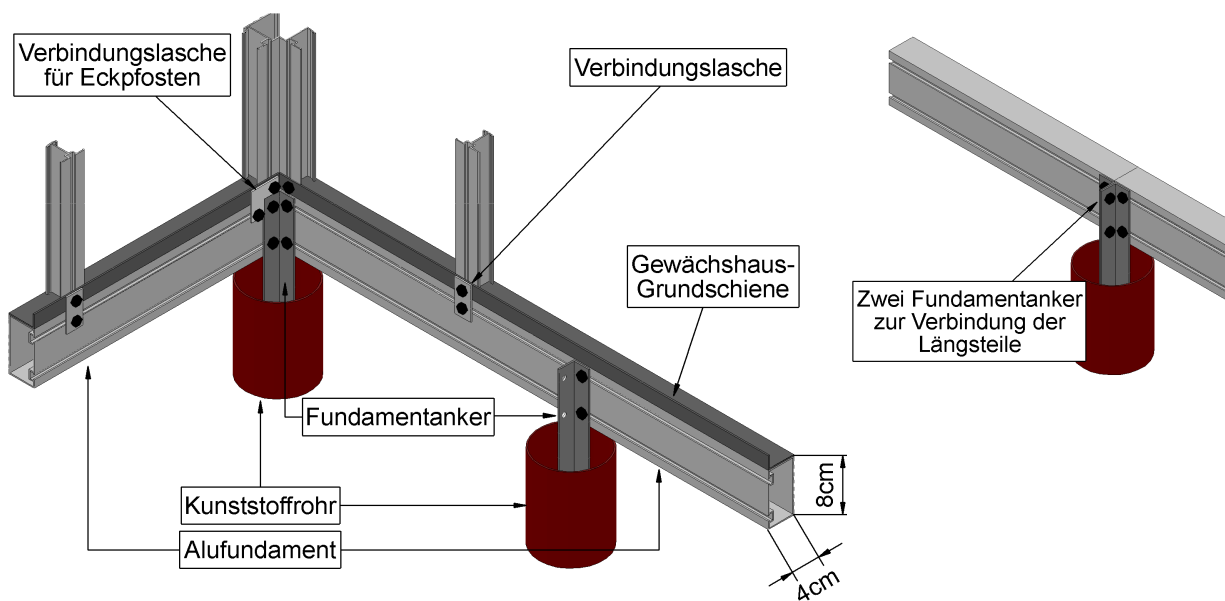 Verbindungslasche
für Eckpfosten
Verbindungslasche
Gewächshaus-
Grundschiene
Zwei Fundamentanker
zur Verbindung der
Längsteile
Fundamentanker
Kunststoffrohr
Alufundament
8cm
4cm